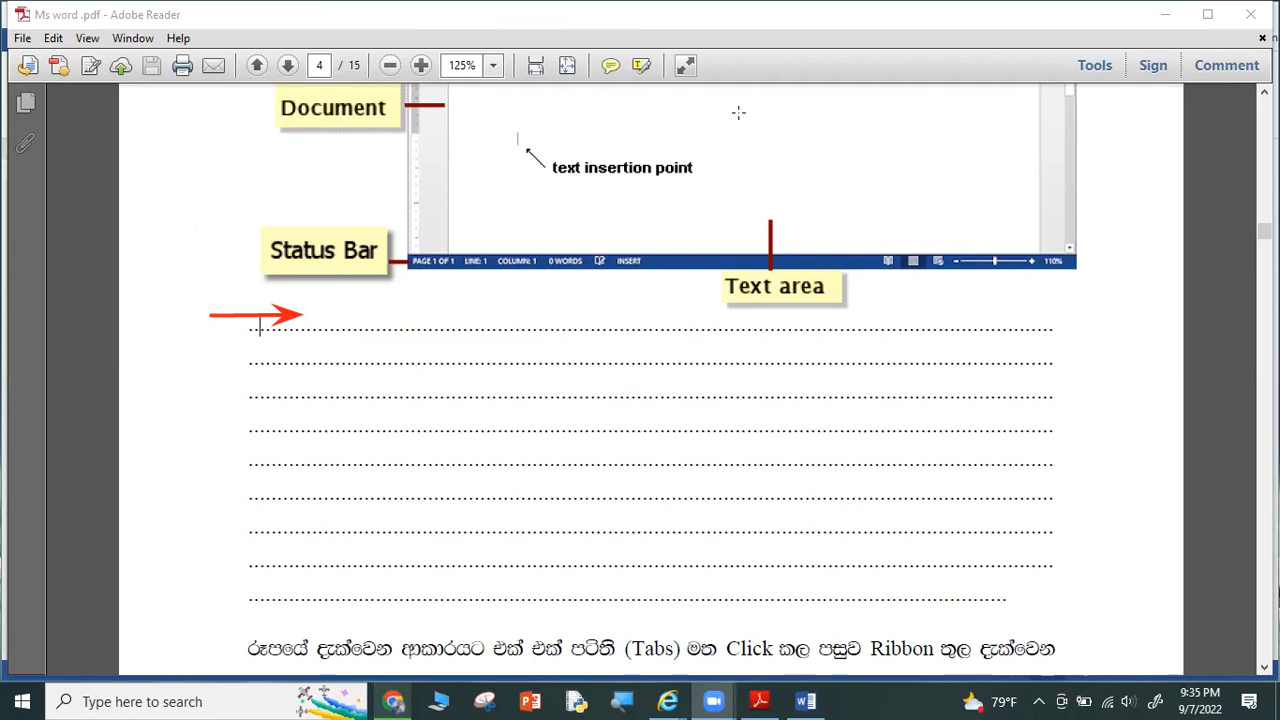 Ms word .pdf - Adobe Reader
File Edit View Window Help
4 / 15 125% Tools Sign Comment
Document
text insertion point
Status Bar
PAGE 1 OF 1 LINE: 1 COLUMN: 1 0 WORDS INSERT 110%
Text area
රූපයේ දැක්වෙන ආකාරයට එක් එක් පටිති (Tabs) මත Click කල පසුව Ribbon තුල දැක්වෙන
Type here to search
79°F
9:35 PM
9/7/2022